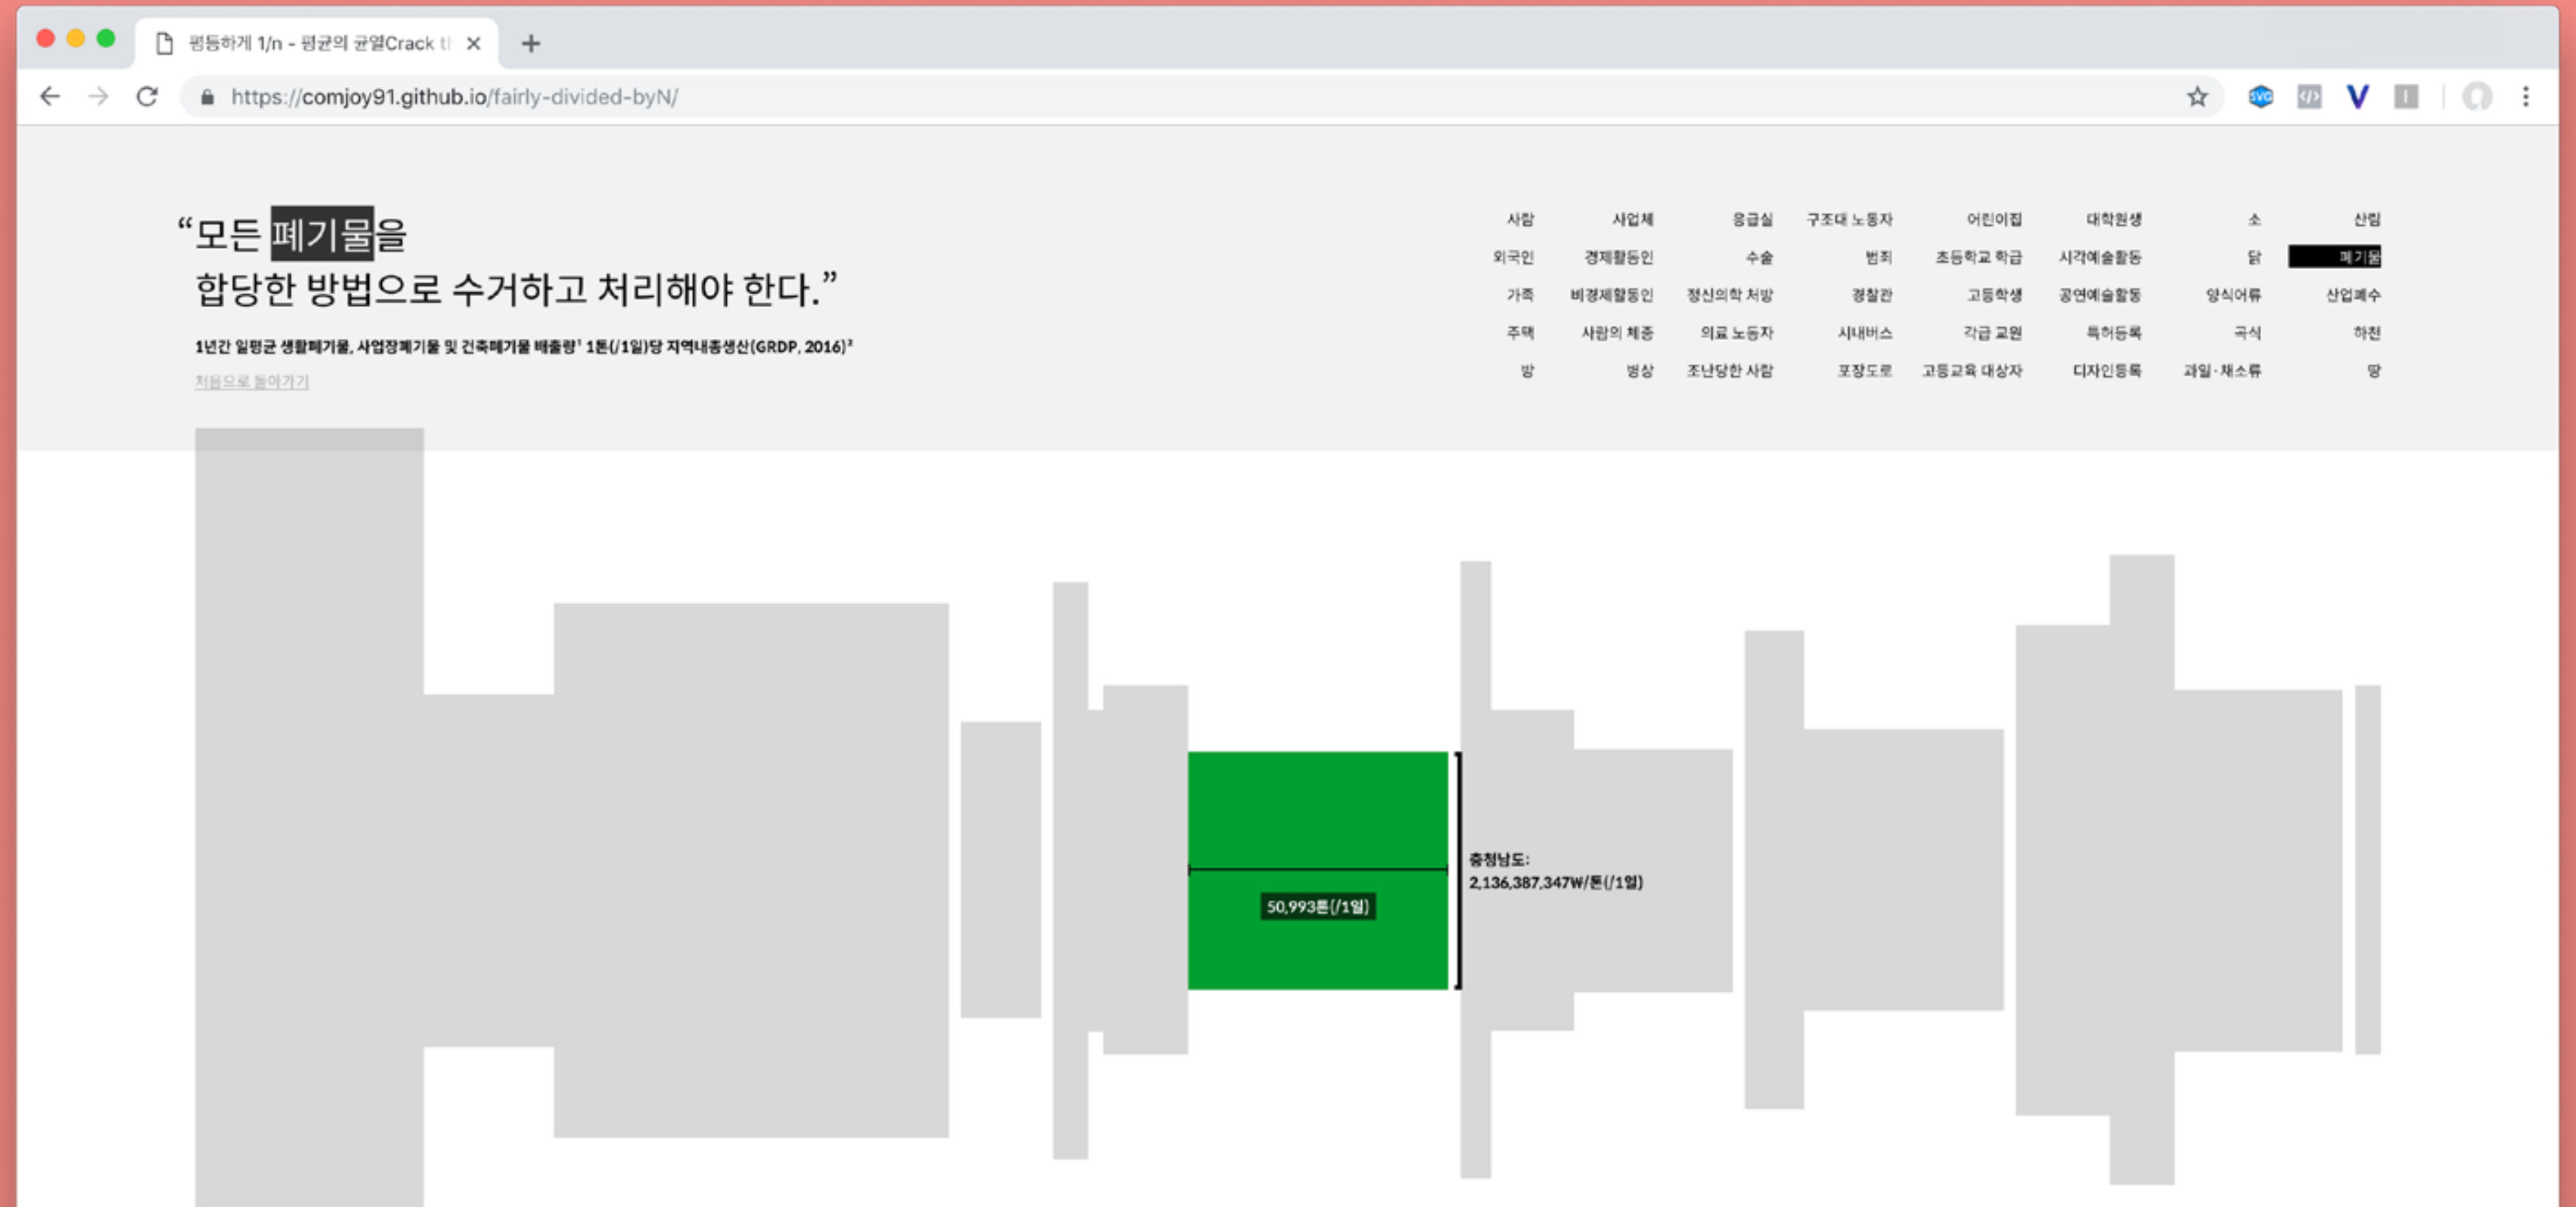 평등하게 1/n - 평균의 균열Crack th
https://comjoy91.github.io/fairly-divided-byN/
“모든 폐기물을
합당한 방법으로 수거하고 처리해야 한다.”
1년간 일평균 생활폐기물, 사업장폐기물 및 건축폐기물 배출량¹ 1톤(/1일)당 지역내총생산(GRDP, 2016)²
처음으로 돌아가기
사람 사업체 응급실 구조대 노동자 어린이집 대학원생 소 산림
외국인 경제활동인 수술 범죄 초등학교 학급 시각예술활동 닭 폐기물
가족 비경제활동인 정신의학 처방 경찰관 고등학생 공연예술활동 양식어류 산업폐수
주택 사람의 체중 의료 노동자 시내버스 각급 교원 특허등록 곡식 하천
방 병상 조난당한 사람 포장도로 고등교육 대상자 디자인등록 과일·채소류 땅
충청남도:
2,136,387,347₩/톤(/1일)
50,993톤(/1일)
SVG